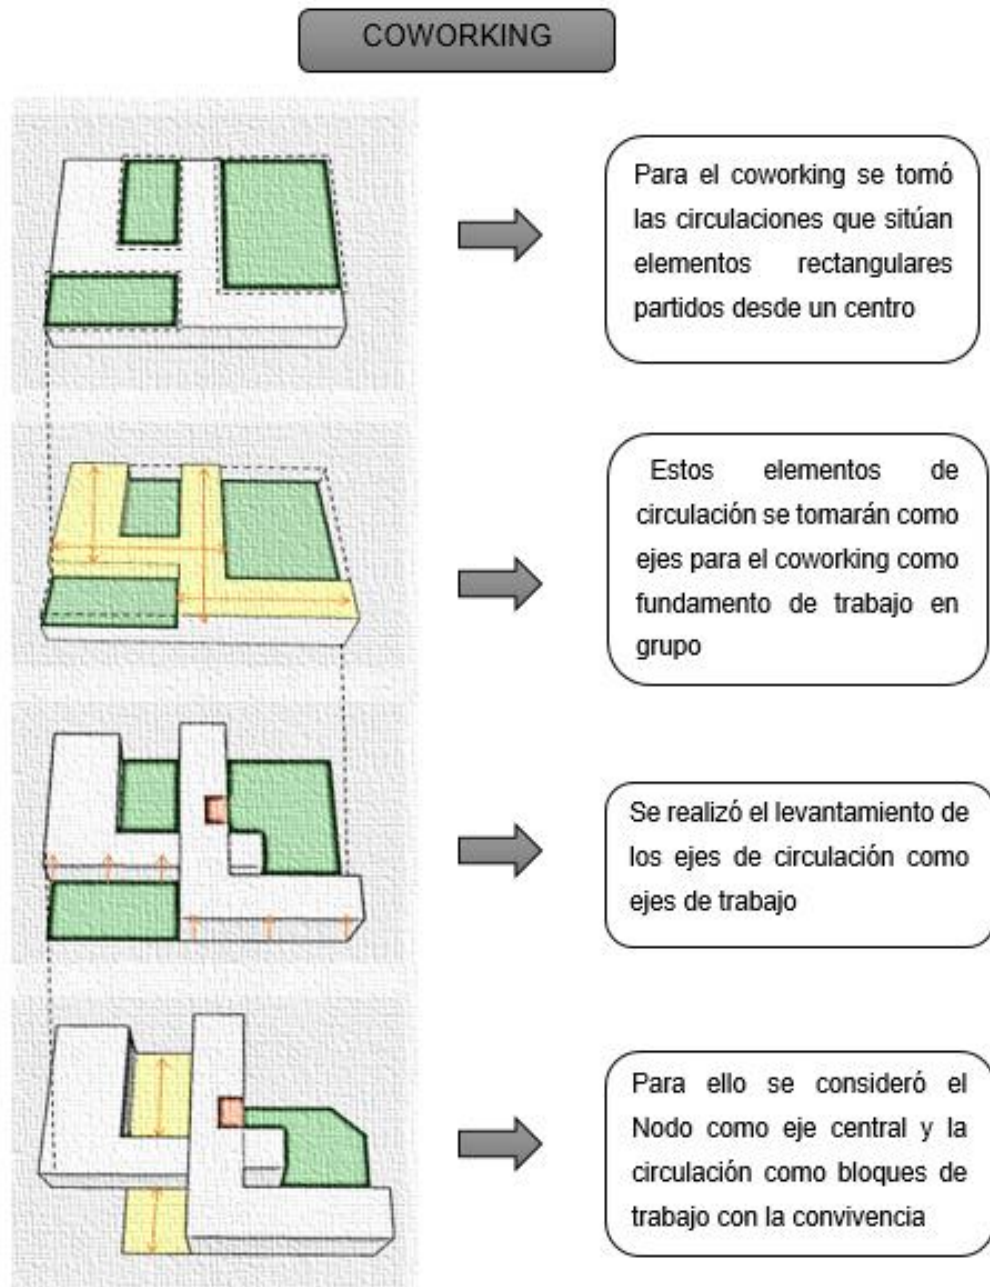 COWORKING
Para el coworking se tomó
las circulaciones que sitúan
elementos rectangulares
partidos desde un centro
Estos elementos de
circulación se tomarán como
ejes para el coworking como
fundamento de trabajo en
grupo
Se realizó el levantamiento de
los ejes de circulación como
ejes de trabajo
Para ello se consideró el
Nodo como eje central y la
circulación como bloques de
trabajo con la convivencia